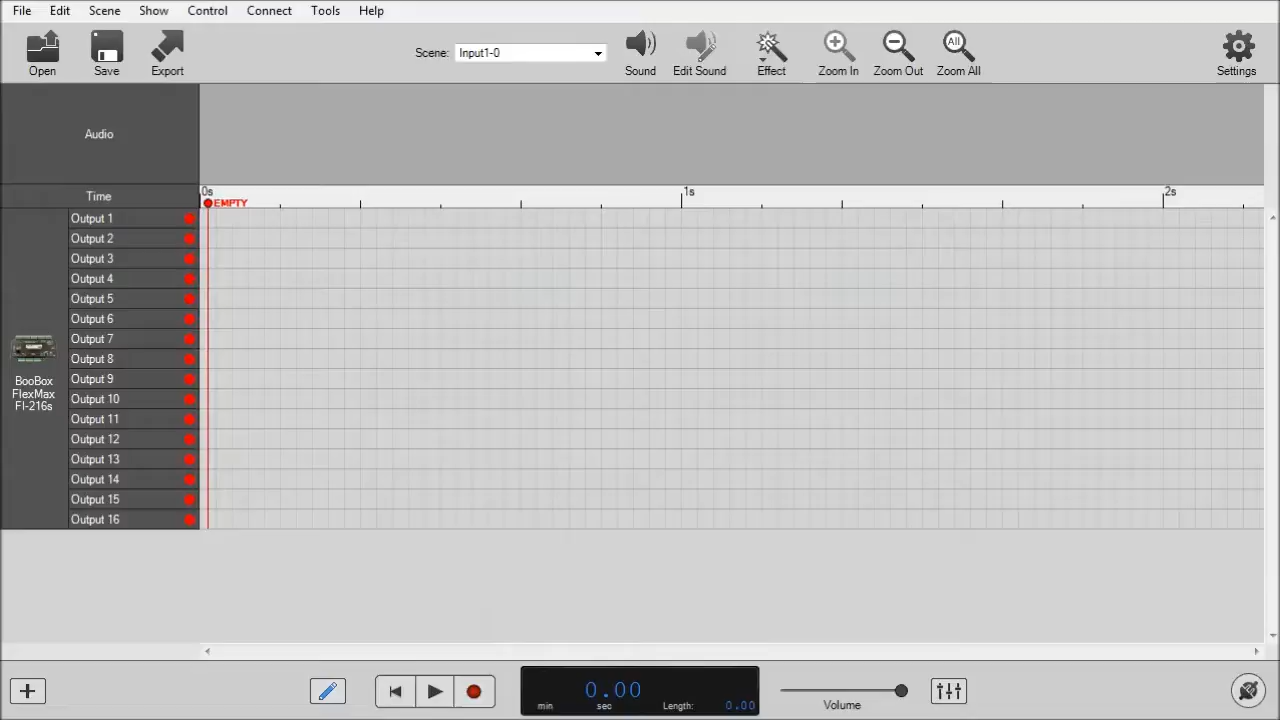 File Edit Scene Show Control Connect Tools Help
Open Save Export Scene: Input1-0 Sound Edit Sound Effect All Zoom In Zoom Out Zoom All Settings
Audio
Time 0s 1s 2s
EMPTY
Output 1
Output 2
Output 3
Output 4
Output 5
Output 6
Output 7
Output 8
Output 9
Output 10
Output 11
Output 12
Output 13
Output 14
Output 15
Output 16
BooBox
FlexMax
FI-216s
0.00
min sec Length: 0.00
Volume